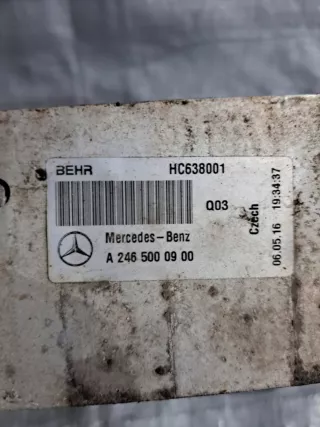 BEHR HC638001
Q03
Mercedes-Benz
A 246 500 09 00
Czech
06.05.16 19:34:37